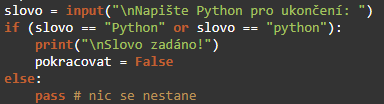 slovo = input("\nNapište Python pro ukončení: ")
if (slovo == "Python" or slovo == "python"):
    print("\nSlovo zadáno!")
    pokracovat = False
else:
    pass # nic se nestane